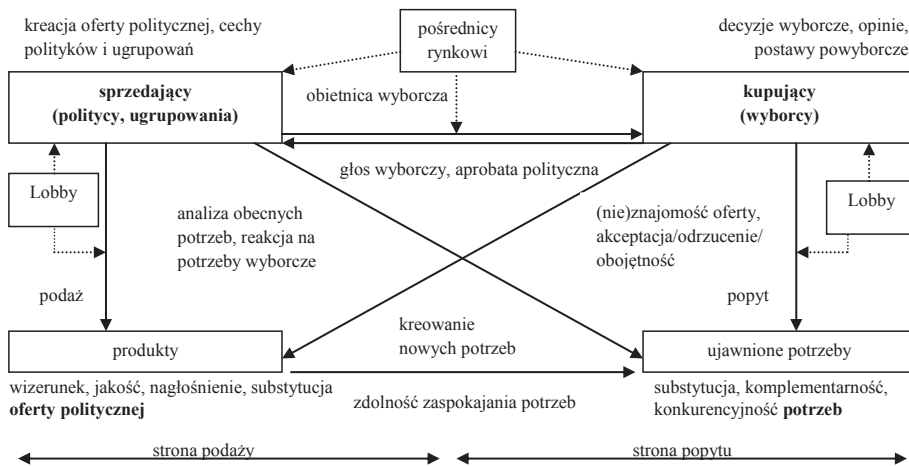 kreacja oferty politycznej, cechy
polityków i ugrupowań
pośrednicy
rynkowi
decyzje wyborcze, opinie,
postawy powyborcze
sprzedający
(politycy, ugrupowania)
obietnica wyborcza
kupujący
(wyborcy)
głos wyborczy, aprobata polityczna
Lobby
analiza obecnych
potrzeb, reakcja na
potrzeby wyborcze
(nie)znajomość oferty,
akceptacja/odrzucenie/
obojętność
Lobby
podaż
popyt
produkty
kreowanie
nowych potrzeb
ujawnione potrzeby
wizerunek, jakość, nagłośnienie, substytucja
oferty politycznej
zdolność zaspokajania potrzeb
substytucja, komplementarność,
konkurencyjność potrzeb
strona podaży
strona popytu